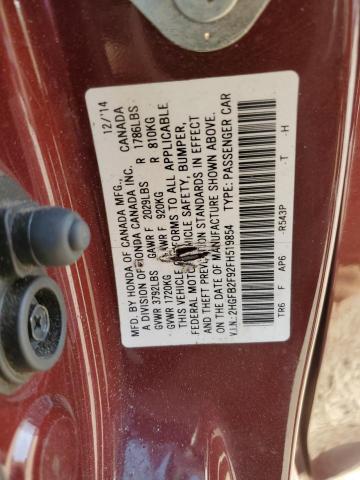 MFD. BY HONDA OF CANADA MFG., 12/'14
A DIVISION OF HONDA CANADA INC. CANADA
GVWR 3792LBS GAWR F 2029LBS R 1786LBS
GVWR 1720KG GAWR F 920KG R 810KG
THIS VEHICLE CONFORMS TO ALL APPLICABLE
FEDERAL MOTOR VEHICLE SAFETY, BUMPER,
AND THEFT PREVENTION STANDARDS IN EFFECT
ON THE DATE OF MANUFACTURE SHOWN ABOVE.
V.I.N.: 2HGFB2F92FH519854 TYPE: PASSENGER CAR
TR6 F AP6 -R543P -T -H